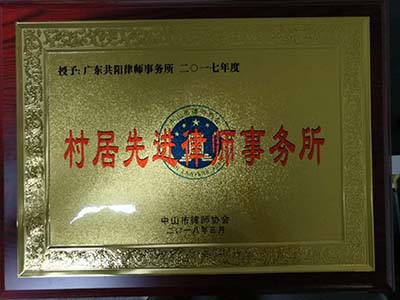 授予:广东共阳律师事务所 二〇一七年度
村居先进律师事务所
中山市律师协会
二〇一八年三月